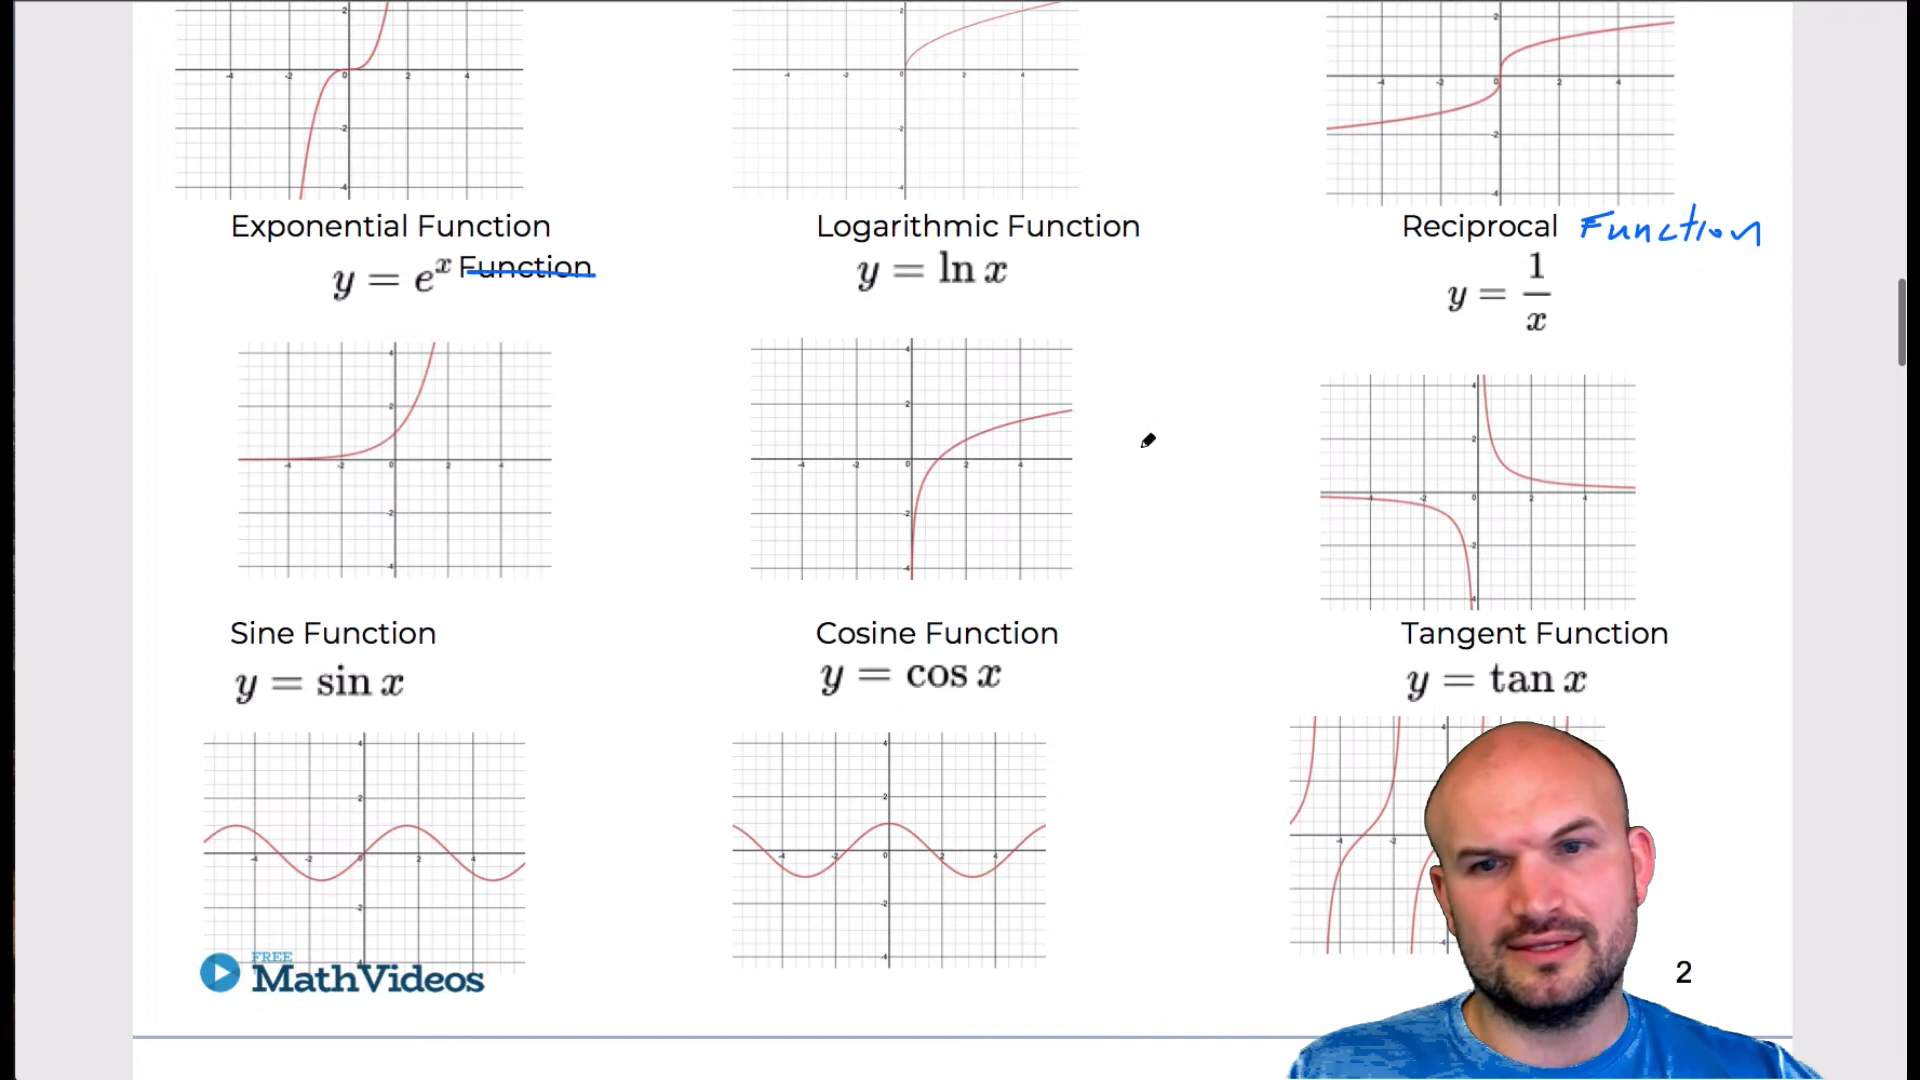 Exponential Function
y = e^x Function
Logarithmic Function
y = ln x
Reciprocal Function
y = 1/x
Sine Function
y = sin x
Cosine Function
y = cos x
Tangent Function
y = tan x
FREE
MathVideos
2